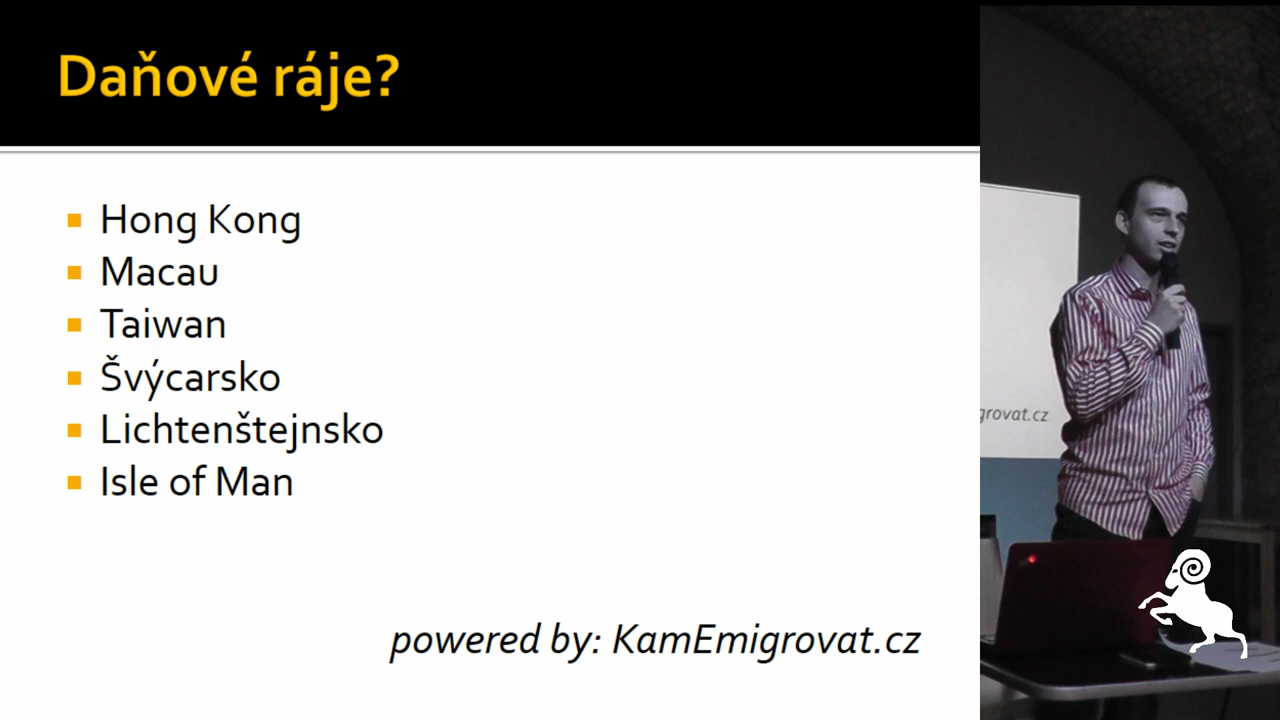 Daňové ráje?
Hong Kong
Macau
Taiwan
Švýcarsko
Lichtenštejnsko
Isle of Man
powered by: KamEmigrovat.cz
grovat.cz